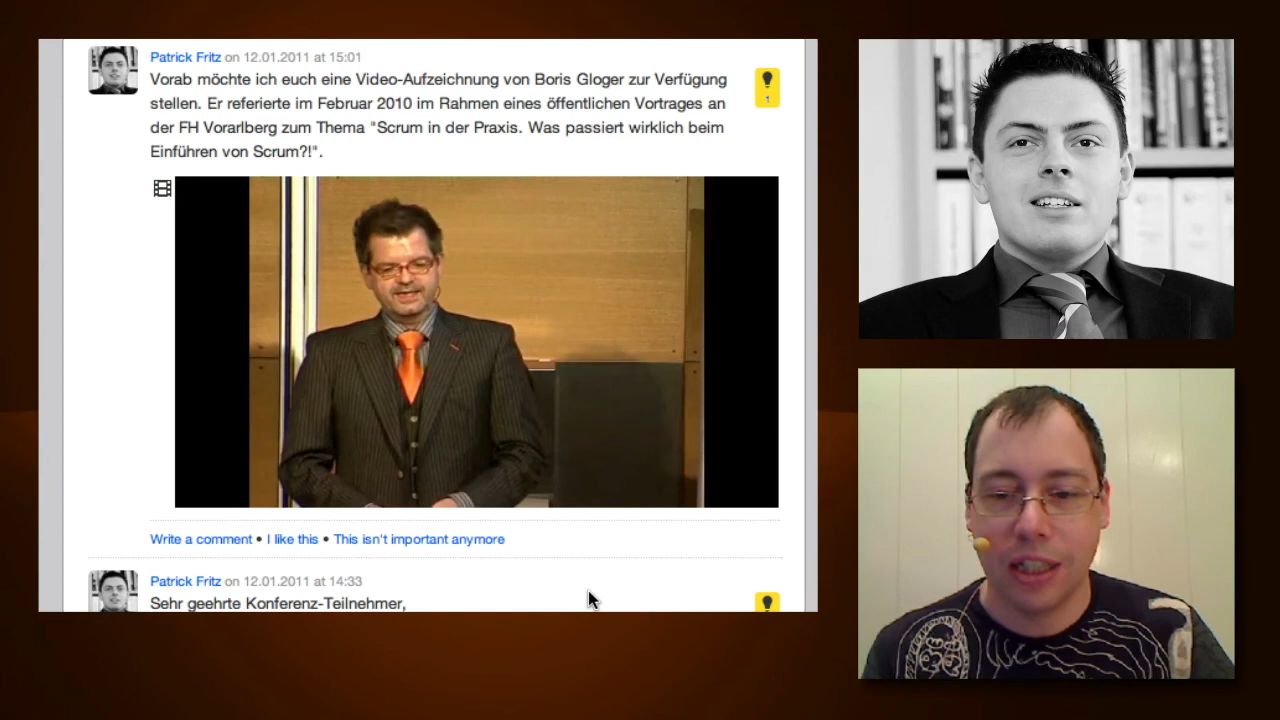 Patrick Fritz on 12.01.2011 at 15:01
Vorab möchte ich euch eine Video-Aufzeichnung von Boris Gloger zur Verfügung
stellen. Er referierte im Februar 2010 im Rahmen eines öffentlichen Vortrages an
der FH Vorarlberg zum Thema "Scrum in der Praxis. Was passiert wirklich beim
Einführen von Scrum?!".
1
Write a comment • I like this • This isn't important anymore
Patrick Fritz on 12.01.2011 at 14:33
Sehr geehrte Konferenz-Teilnehmer,